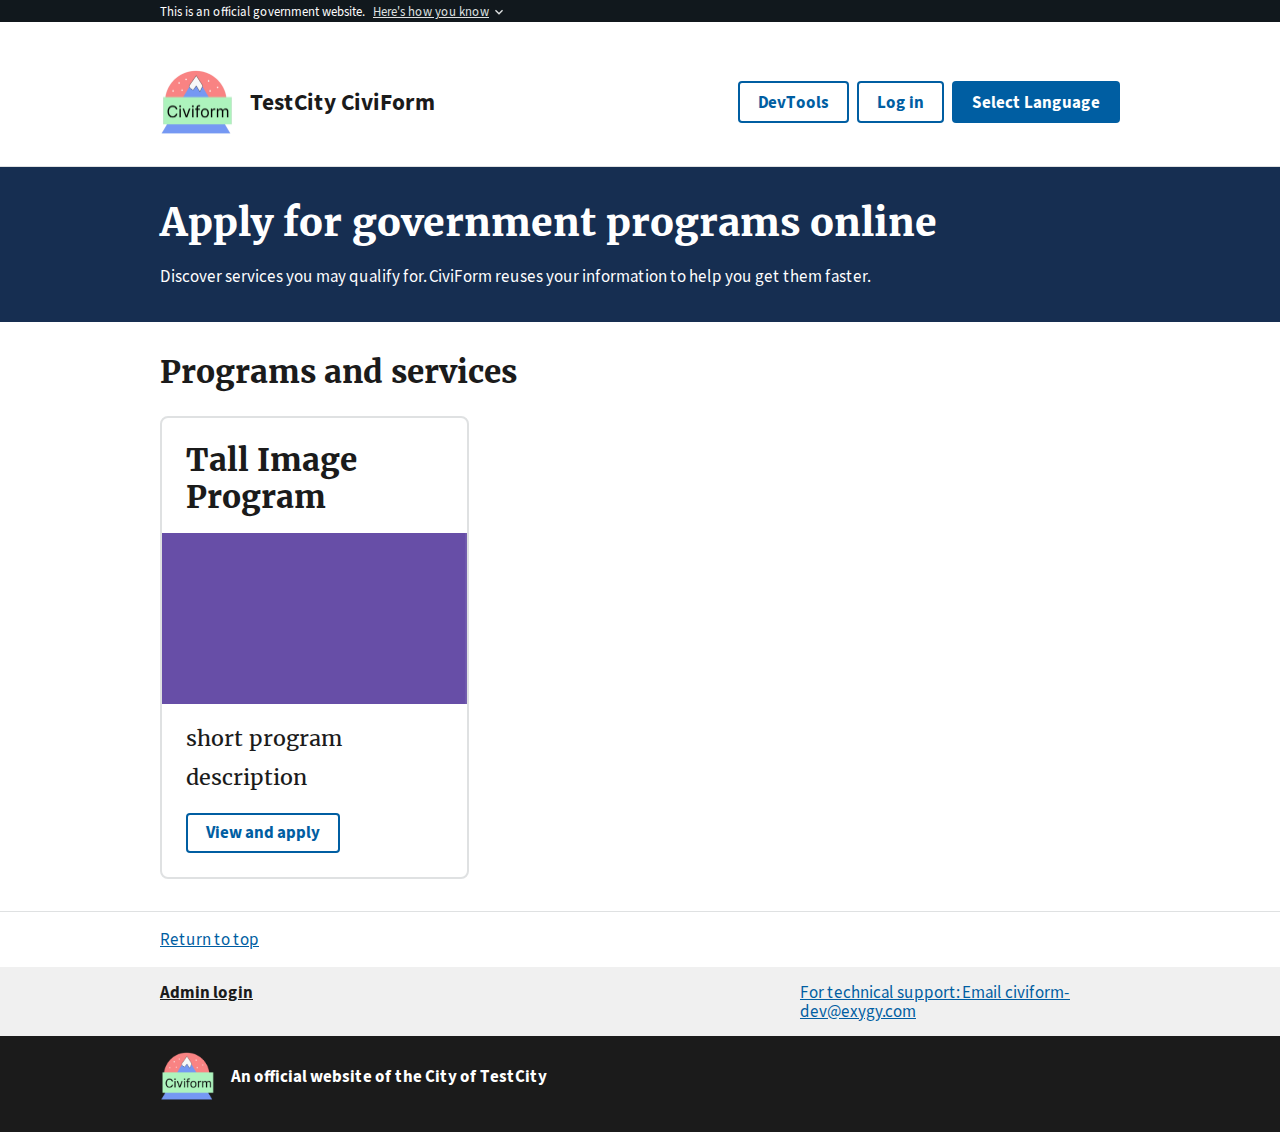 This is an official government website. Here's how you know
Civiform
TestCity CiviForm
DevTools
Log in
Select Language
Apply for government programs online
Discover services you may qualify for. CiviForm reuses your information to help you get them faster.
Programs and services
Tall Image
Program
short program
description
View and apply
Return to top
Admin login
For technical support: Email civiform-
dev@exygy.com
Civiform
An official website of the City of TestCity